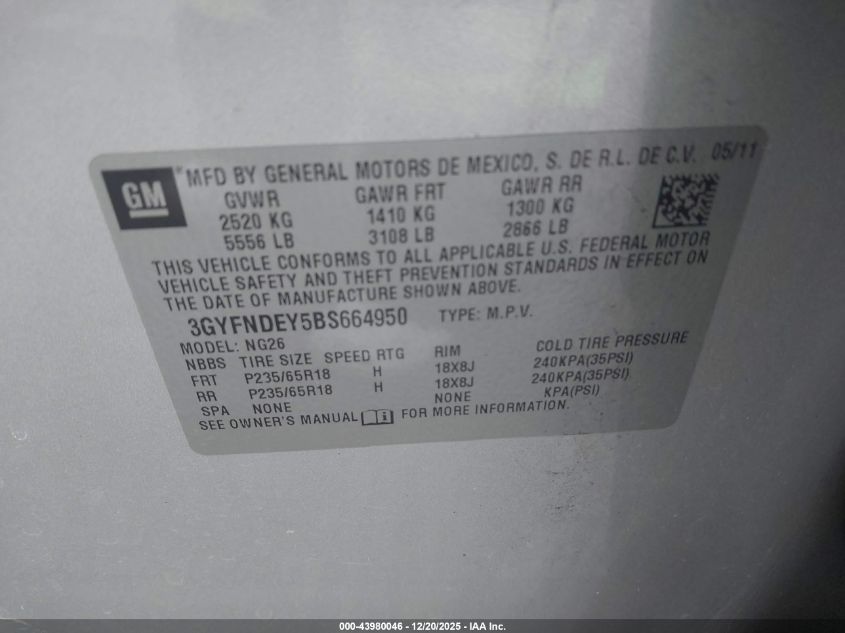 GM
*MFD BY GENERAL MOTORS DE MEXICO, S. DE R.L. DE C.V. 05/11
GVWR GAWR FRT GAWR RR
2520 KG 1410 KG 1300 KG
5556 LB 3108 LB 2866 LB
THIS VEHICLE CONFORMS TO ALL APPLICABLE U.S. FEDERAL MOTOR
VEHICLE SAFETY AND THEFT PREVENTION STANDARDS IN EFFECT ON
THE DATE OF MANUFACTURE SHOWN ABOVE.
3GYFNDEY5BS664950 TYPE: M.P.V.
MODEL: NG26
NBBS TIRE SIZE SPEED RTG RIM COLD TIRE PRESSURE
FRT P235/65R18 H 18X8J 240KPA(35PSI)
RR P235/65R18 H 18X8J 240KPA(35PSI)
SPA NONE NONE KPA(PSI)
SEE OWNER'S MANUAL i FOR MORE INFORMATION.
000-43980046 - 12/20/2025 - IAA Inc.